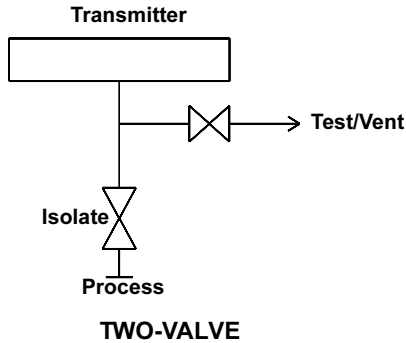 Transmitter
Test/Vent
Isolate
Process
TWO-VALVE